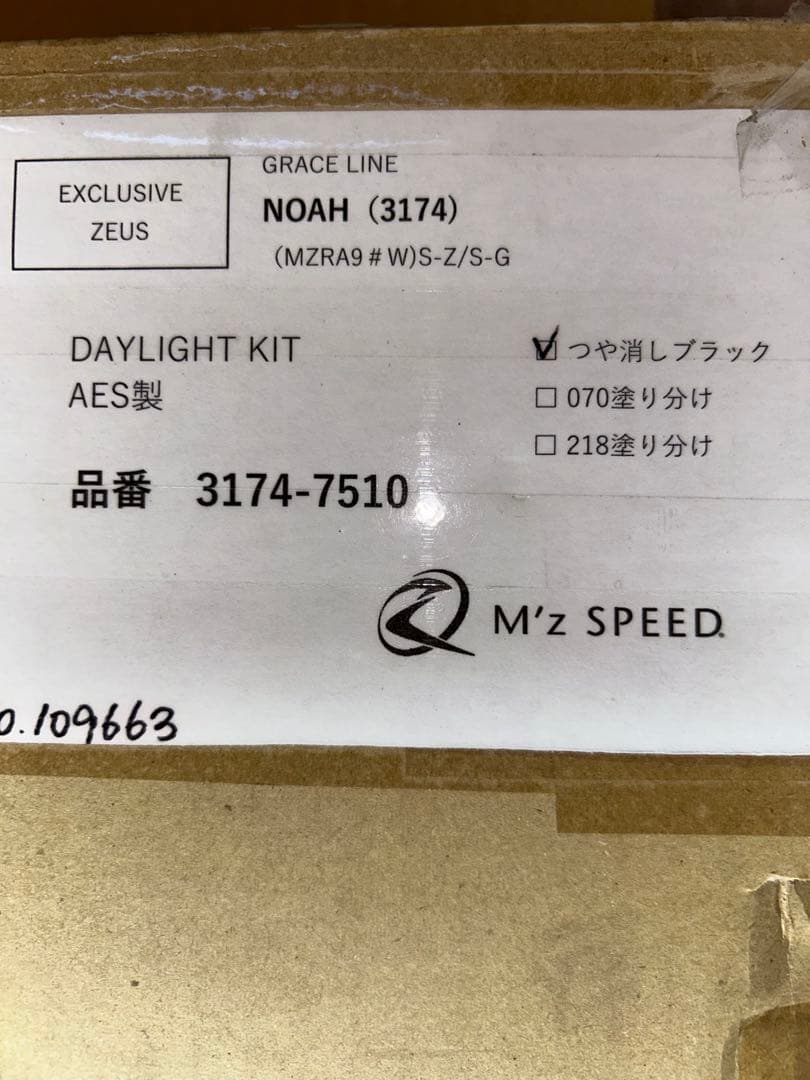 EXCLUSIVE
ZEUS
GRACE LINE
NOAH（3174）
(MZRA9＃W)S-Z/S-G
DAYLIGHT KIT
AES製
☑ つや消しブラック
□ 070塗り分け
□ 218塗り分け
品番　3174-7510
M'z SPEED
o.109663